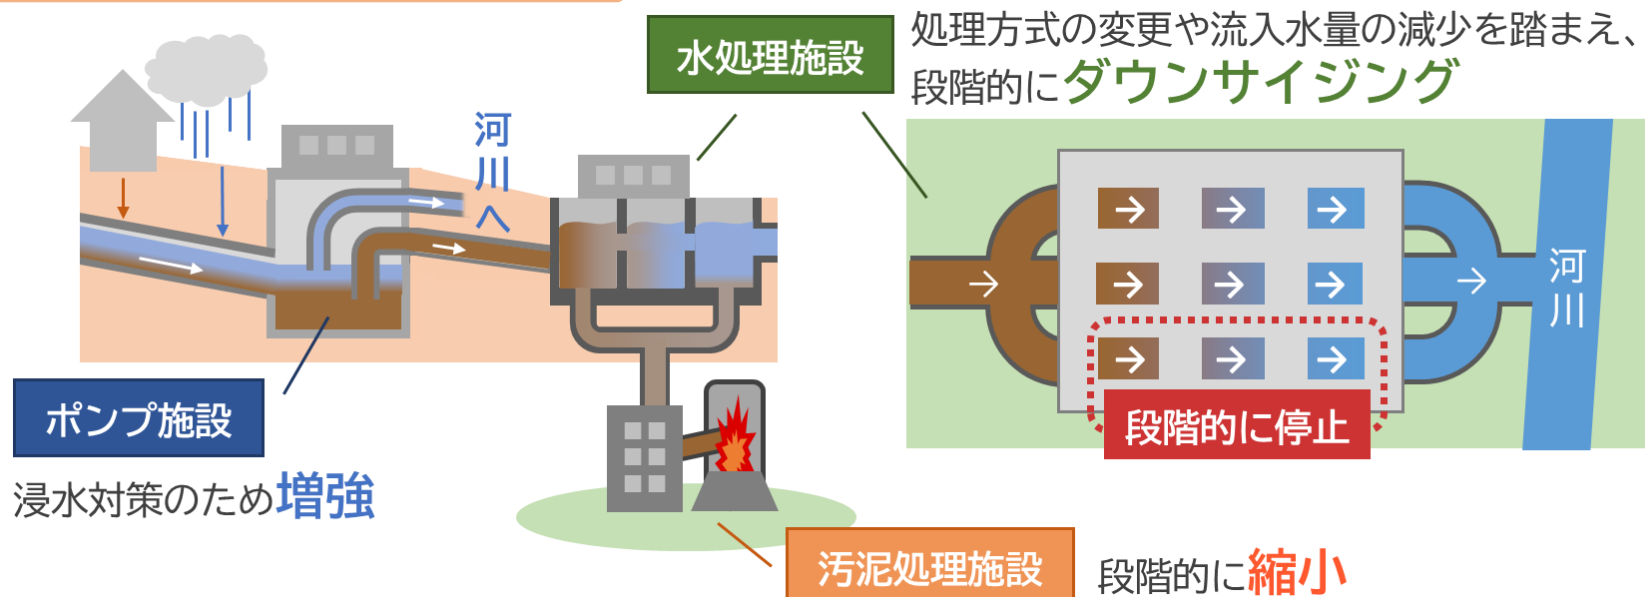 水処理施設
処理方式の変更や流入水量の減少を踏まえ、
段階的にダウンサイジング
河川へ
河川
段階的に停止
ポンプ施設
浸水対策のため増強
汚泥処理施設
段階的に縮小